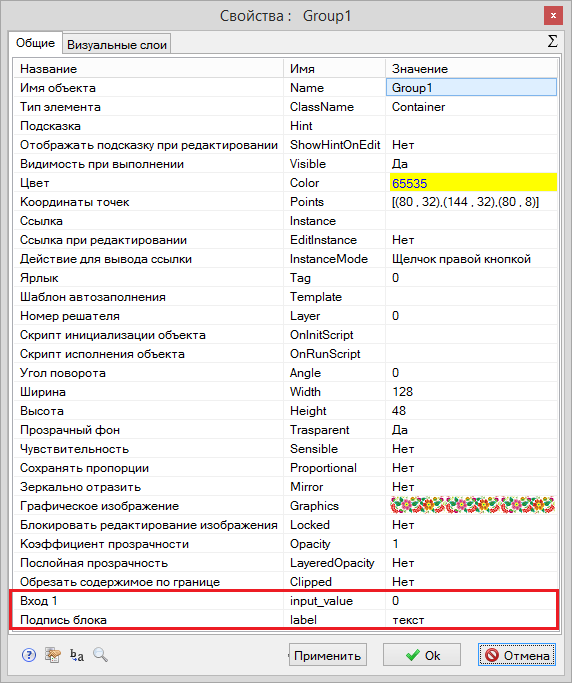 Свойства : Group1
x
Общие Визуальные слои Σ
Название Имя Значение
Имя объекта Name Group1
Тип элемента ClassName Container
Подсказка Hint
Отображать подсказку при редактировании ShowHintOnEdit Нет
Видимость при выполнении Visible Да
Цвет Color 65535
Координаты точек Points [(80 , 32),(144 , 32),(80 , 8)]
Ссылка Instance
Ссылка при редактировании EditInstance Нет
Действие для вывода ссылки InstanceMode Щелчок правой кнопкой
Ярлык Tag 0
Шаблон автозаполнения Template
Номер решателя Layer 0
Скрипт инициализации объекта OnInitScript
Скрипт исполнения объекта OnRunScript
Угол поворота Angle 0
Ширина Width 128
Высота Height 48
Прозрачный фон Trasparent Да
Чувствительность Sensible Нет
Сохранять пропорции Proportional Нет
Зеркально отразить Mirror Нет
Графическое изображение Graphics
Блокировать редактирование изображения Locked Нет
Коэффициент прозрачности Opacity 1
Послойная прозрачность LayeredOpacity Нет
Обрезать содержимое по границе Clipped Нет
Вход 1 input_value 0
Подпись блока label текст
? ba Применить Ok Отмена